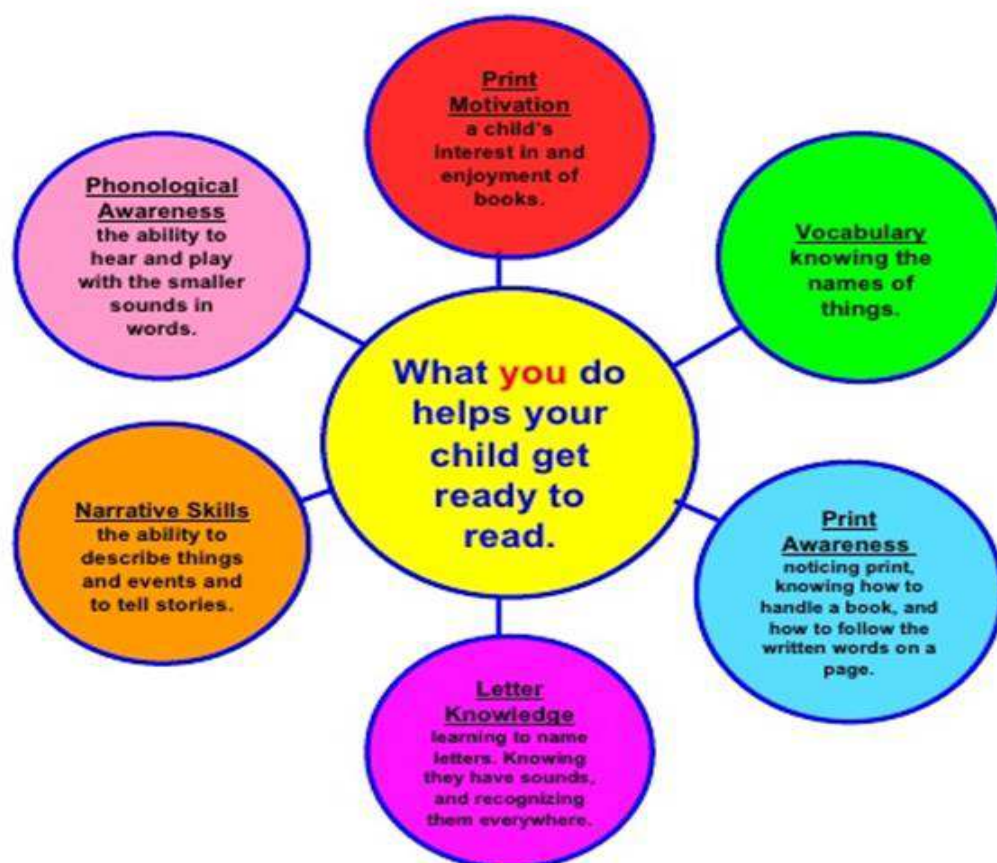 Print
Motivation
a child's
interest in and
enjoyment of
books.
Phonological
Awareness
the ability to
hear and play
with the smaller
sounds in
words.
Vocabulary
knowing the
names of
things.
What you do
helps your
child get
ready to
read.
Narrative Skills
the ability to
describe things
and events and
to tell stories.
Print
Awareness
noticing print,
knowing how to
handle a book, and
how to follow the
written words on a
page.
Letter
Knowledge
learning to name
letters. Knowing
they have sounds,
and recognizing
them everywhere.